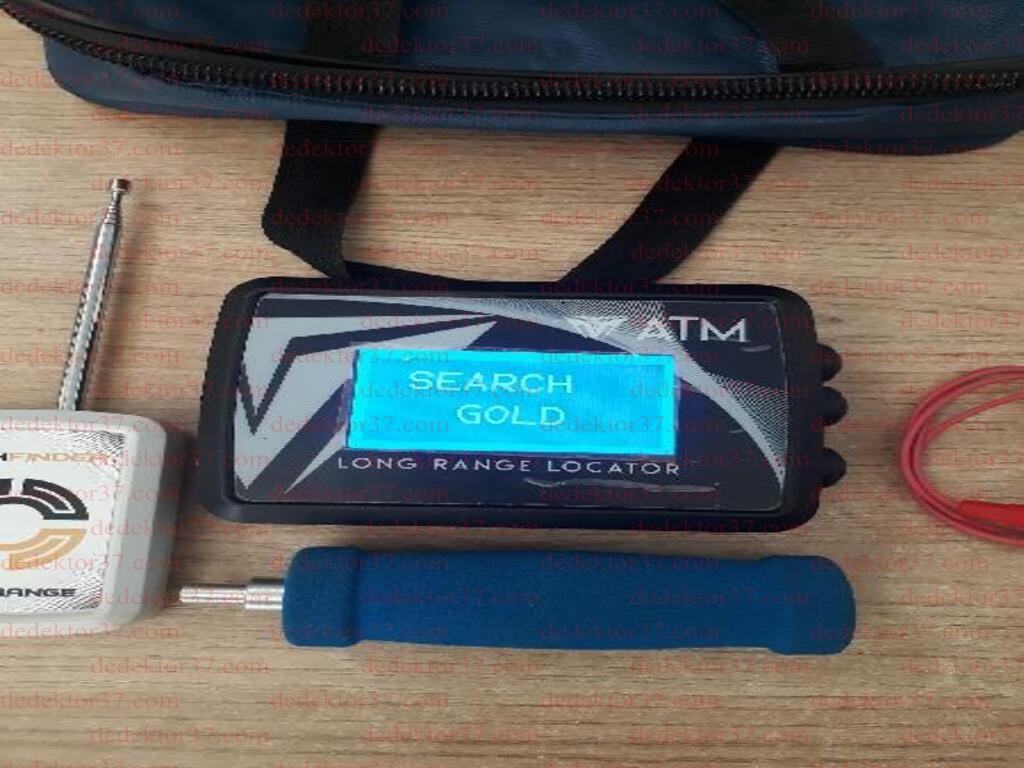 dedektor37.com
ATM
SEARCH
GOLD
LONG RANGE LOCATOR
FINDER
RANGE